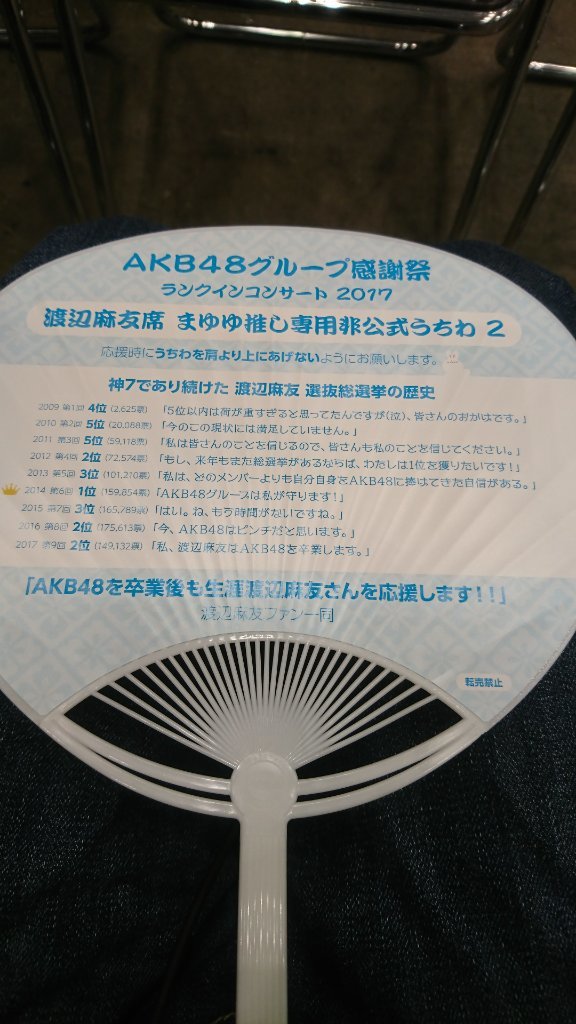 AKB48グループ感謝祭
ランクインコンサート 2017
渡辺麻友席 まゆゆ推し専用非公式うちわ 2
応援時にうちわを肩より上にあげないようにお願いします。
神7であり続けた 渡辺麻友 選抜総選挙の歴史
2009 第1回 4位 (2,625票) 「5位以内は荷が重すぎると思ってたんですが(泣)、皆さんのおかげです。」
2010 第2回 5位 (20,088票) 「今のこの現状には満足していません。」
2011 第3回 5位 (59,118票) 「私は皆さんのことを信じるので、皆さんも私のことを信じてください。」
2012 第4回 2位 (72,574票) 「もし、来年もまた総選挙があるならば、わたしは1位を獲りたいです！」
2013 第5回 3位 (101,210票) 「私は、どのメンバーよりも自分自身をAKB48に捧げてきた自信がある。」
2014 第6回 1位 (159,854票) 「AKB48グループは私が守ります！」
2015 第7回 3位 (165,789票) 「はい。ね、もう時間がないですね。」
2016 第8回 2位 (175,613票) 「今、AKB48はピンチだと思います。」
2017 第9回 2位 (149,132票) 「私、渡辺麻友はAKB48を卒業します。」
「AKB48を卒業後も生涯渡辺麻友さんを応援します！！」
渡辺麻友ファン一同
転売禁止